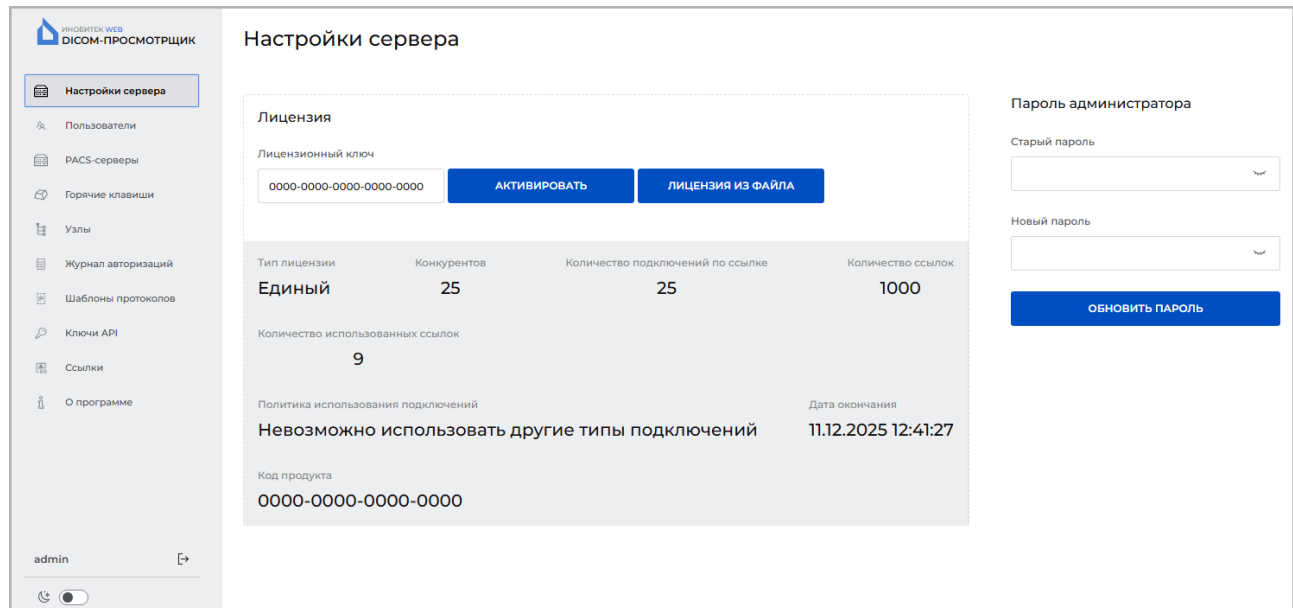 ИНОБИТЕК WEB
DICOM-ПРОСМОТРЩИК
Настройки сервера
Пользователи
PACS-серверы
Горячие клавиши
Узлы
Журнал авторизаций
Шаблоны протоколов
Ключи API
Ссылки
О программе
admin
Настройки сервера
Лицензия
Лицензионный ключ
0000-0000-0000-0000-0000 АКТИВИРОВАТЬ ЛИЦЕНЗИЯ ИЗ ФАЙЛА
Тип лицензии Конкурентов Количество подключений по ссылке Количество ссылок
Единый 25 25 1000
Количество использованных ссылок
9
Политика использования подключений Дата окончания
Невозможно использовать другие типы подключений 11.12.2025 12:41:27
Код продукта
0000-0000-0000-0000
Пароль администратора
Старый пароль
Новый пароль
ОБНОВИТЬ ПАРОЛЬ